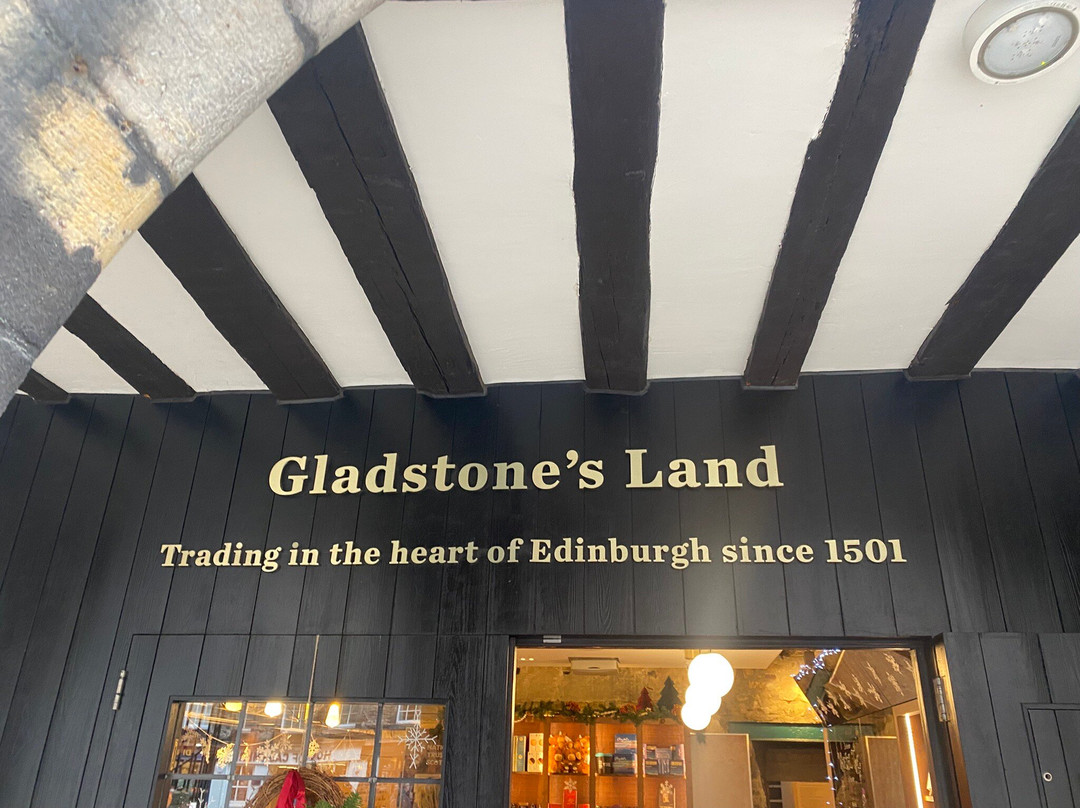 Gladstone's Land
Trading in the heart of Edinburgh since 1501